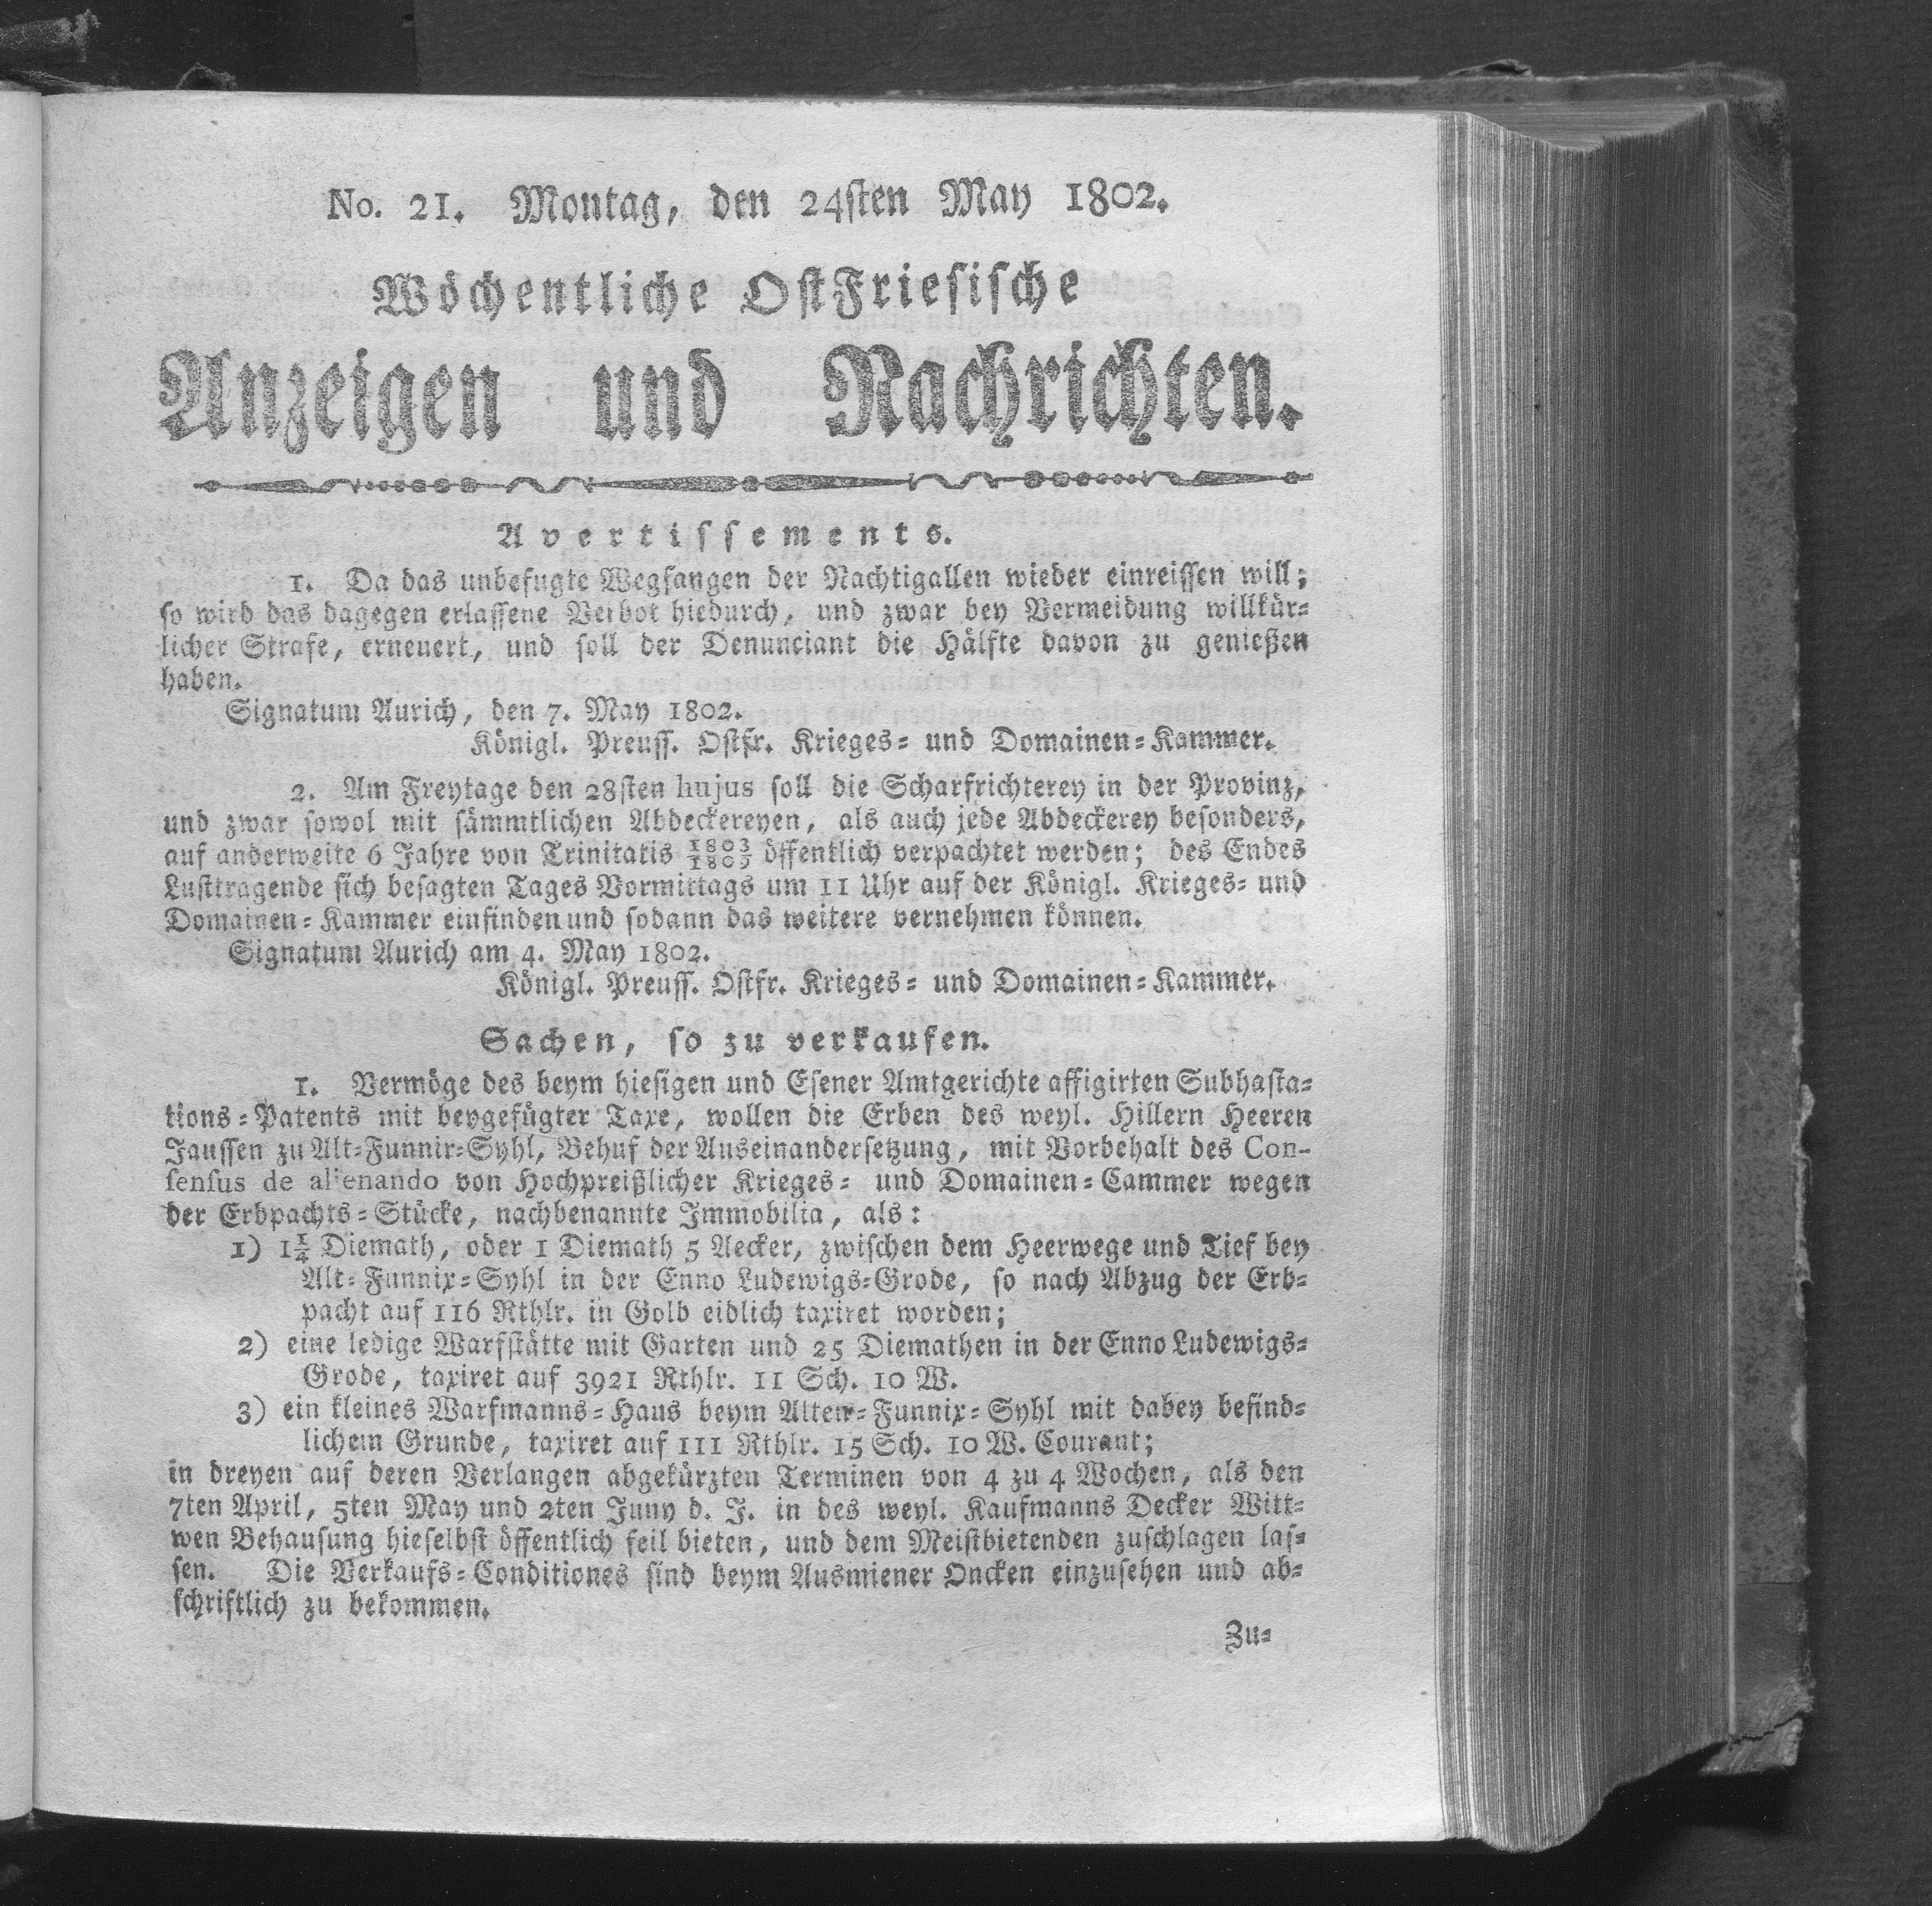 No. 21. Montag, den 24sten May 1802.
Wöchentliche OstFriesische
Anzeigen und Nachrichten.
Avertissements.
1. Da das unbefugte Wegfangen der Nachtigallen wieder einreissen will;
so wird das dagegen erlassene Verbot hiedurch, und zwar bey Vermeidung willkür-
licher Strafe, erneuert, und soll der Denunciant die Hälfte davon zu genießen
haben.
Signatum Aurich, den 7. May 1802.
Königl. Preuss. Ostfr. Krieges- und Domainen-Kammer.
2. Am Freytage den 28sten hujus soll die Scharfrichterey in der Provinz,
und zwar sowol mit sämmtlichen Abdeckereyen, als auch jede Abdeckerey besonders,
auf anderweite 6 Jahre von Trinitatis 1803/1809 öffentlich verpachtet werden; des Endes
Lusttragende sich besagten Tages Vormittags um 11 Uhr auf der Königl. Krieges- und
Domainen-Kammer einfinden und sodann das weitere vernehmen können.
Signatum Aurich am 4. May 1802.
Königl. Preuss. Ostfr. Krieges- und Domainen-Kammer.
Sachen, so zu verkaufen.
1. Vermöge des beym hiesigen und Esener Amtgerichte affigirten Subhasta-
tions-Patents mit beygefügter Taxe, wollen die Erben des weyl. Hillern Heeren
Janssen zu Alt-Funnix-Syhl, Behuf der Auseinandersetzung, mit Vorbehalt des Con-
sensus de alienando von Hochpreißlicher Krieges- und Domainen-Cammer wegen
der Erbpachts-Stücke, nachbenannte Immobilia, als:
1) 1¼ Diemath, oder 1 Diemath 5 Aecker, zwischen dem Heerwege und Tief bey
Alt-Funnix-Syhl in der Enno Ludewigs-Grode, so nach Abzug der Erb-
pacht auf 116 Rthlr. in Gold eidlich taxiret worden;
2) eine ledige Warfstätte mit Garten und 25 Diemathen in der Enno Ludewigs-
Grode, taxiret auf 3921 Rthlr. 11 Sch. 10 W.
3) ein kleines Warfmanns-Haus beym Alten-Funnix-Syhl mit dabey befind-
lichem Grunde, taxiret auf 111 Rthlr. 15 Sch. 10 W. Courant;
in dreyen auf deren Verlangen abgekürzten Terminen von 4 zu 4 Wochen, als den
7ten April, 5ten May und 2ten Juny d. J. in des weyl. Kaufmanns Decker Witt-
wen Behausung hieselbst öffentlich feil bieten, und dem Meistbietenden zuschlagen las-
sen. Die Verkaufs-Conditiones sind beym Ausmiener Oncken einzusehen und ab-
schriftlich zu bekommen.
Zu-